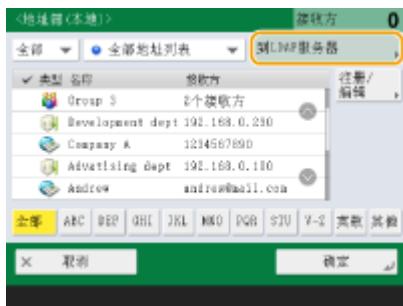 <地址簿(本地)> 接收方 0
全部 全部地址列表 到LDAP服务器
类型 名称 接收方 注册/
编辑
Group 3 2个接收方
Development dept 192.168.0.230
Company A 1234567890
Advatising dept 192.168.0.100
Andrew andrew@mail.com
全部 ABC DEF GHI JKL MNO PQR STU V-Z 英数 其他
取消 确定